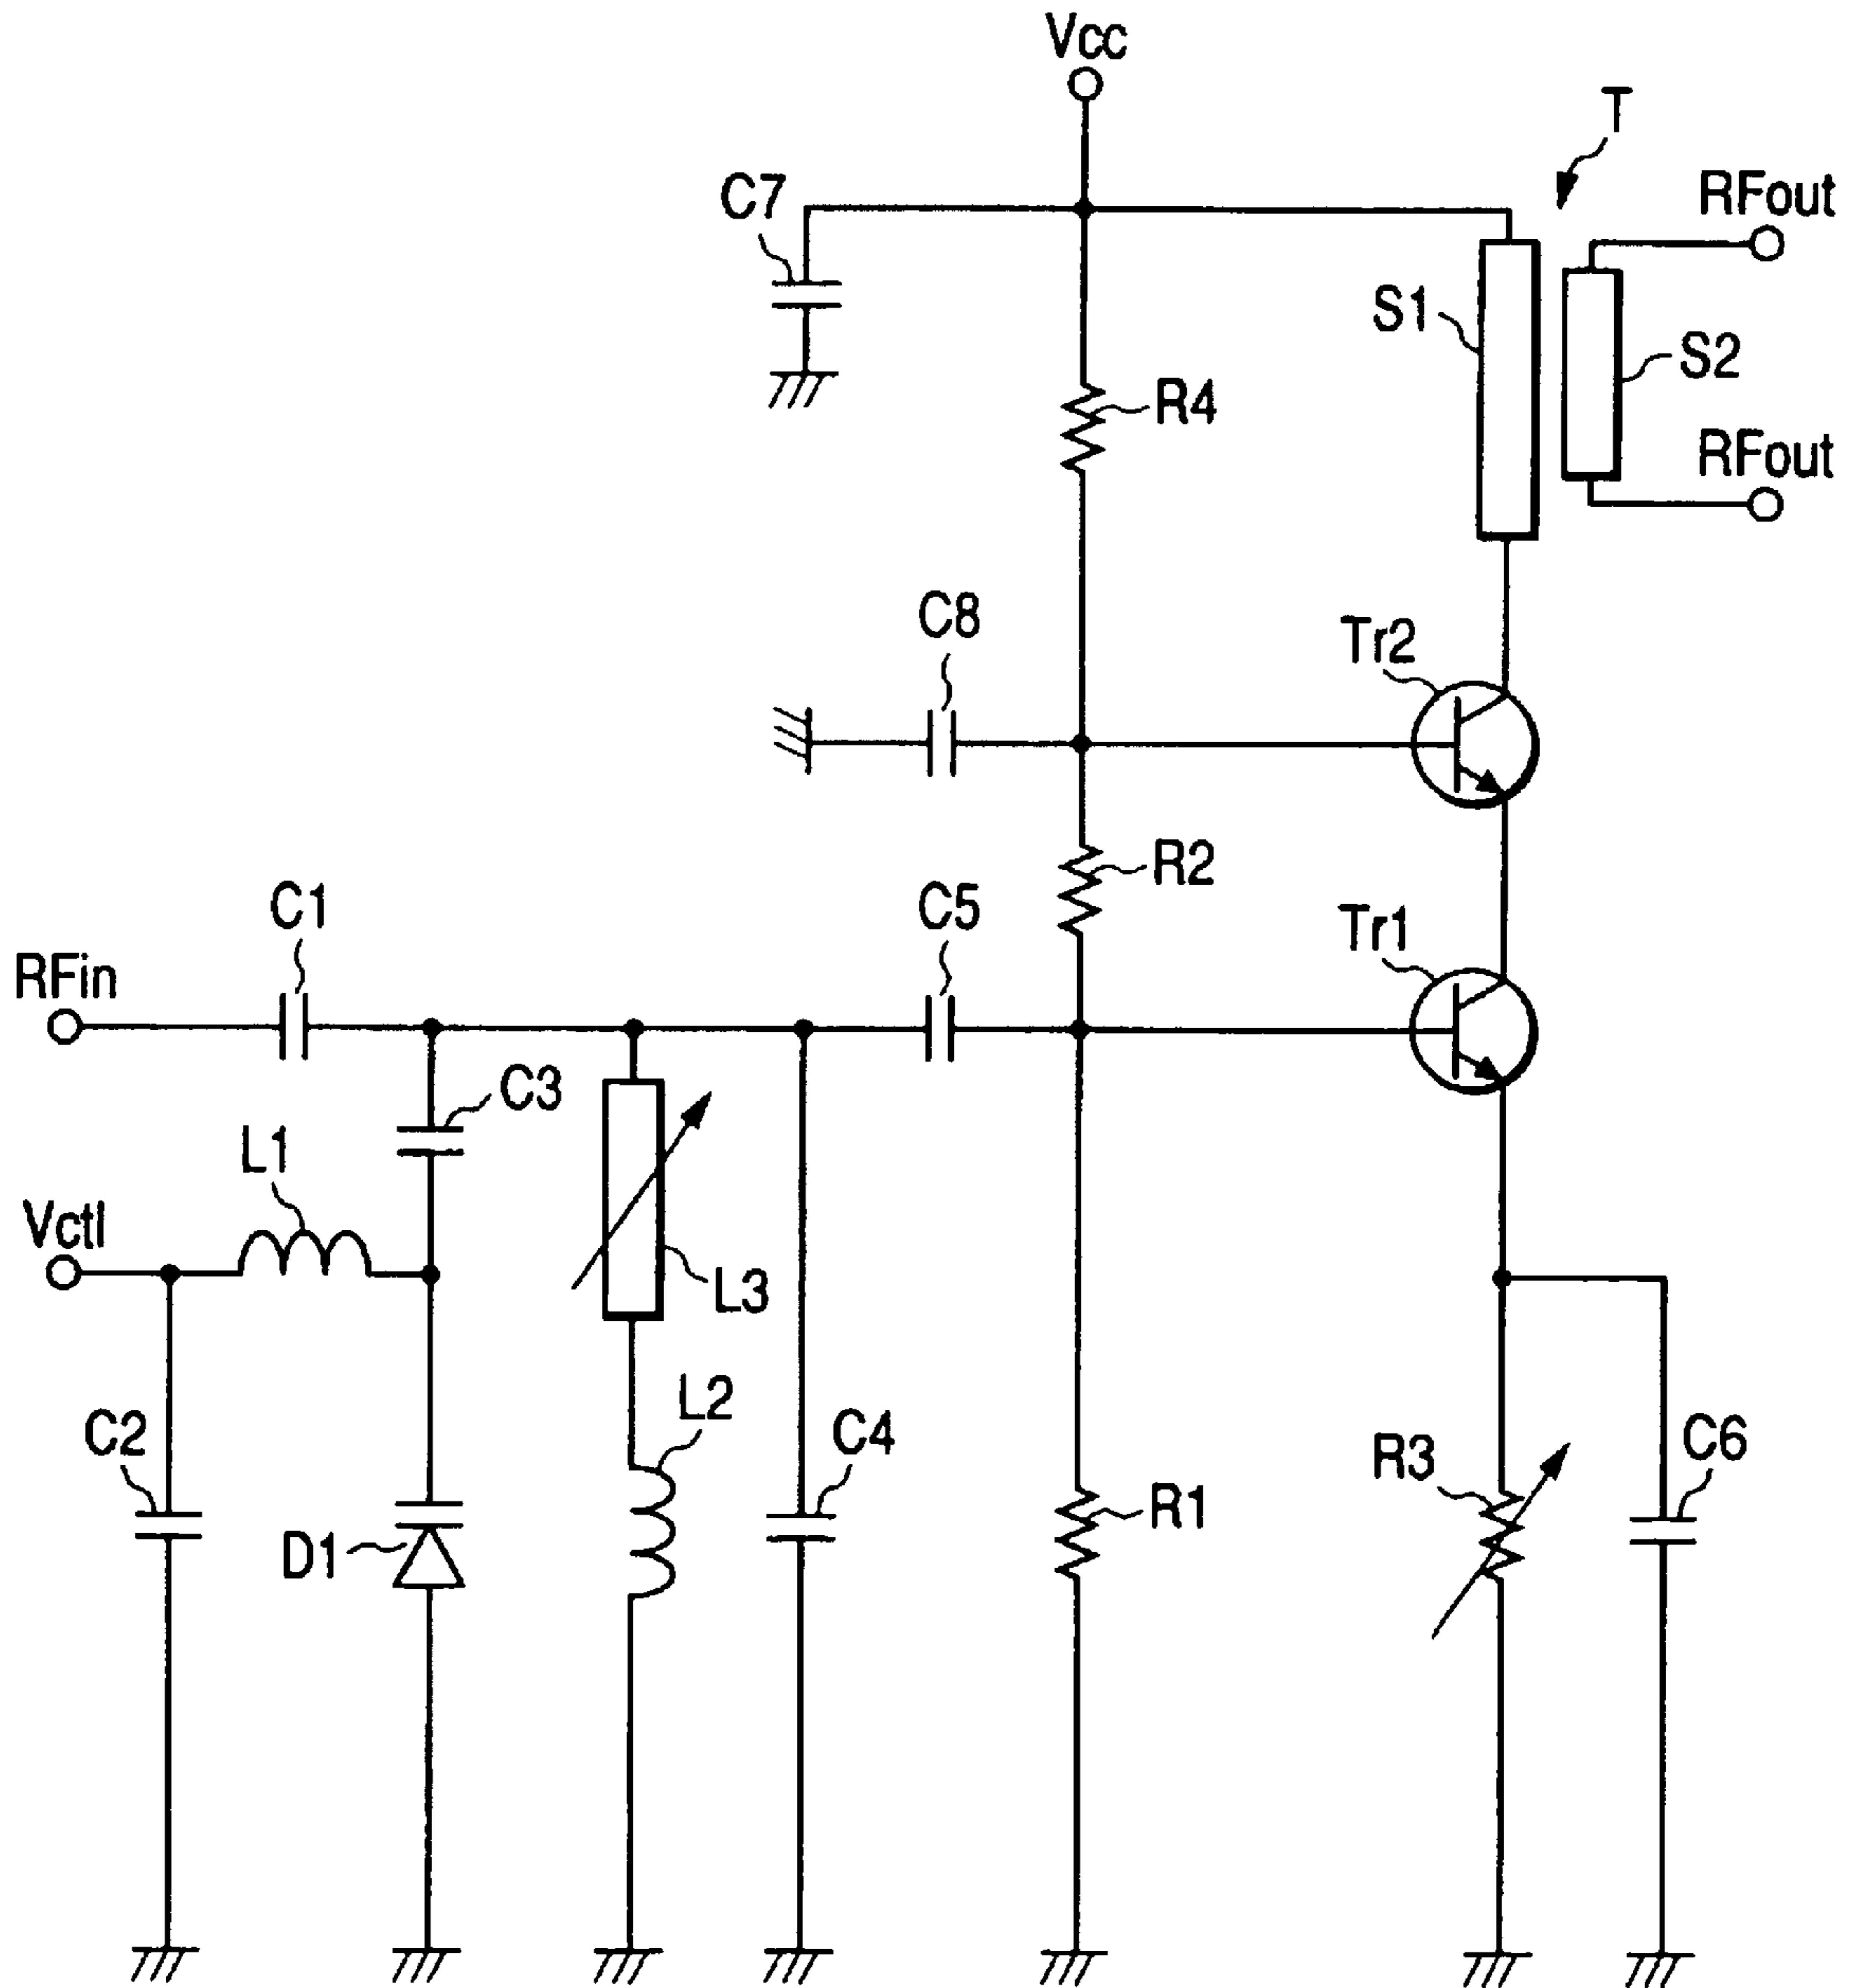 Vcc
T
C7
RFout
S1
S2
R4
RFout
C8
Tr2
R2
C1
C5
Tr1
RFin
C3
L1
Vctl
L3
L2
C2
C4
C6
R3
R1
D1